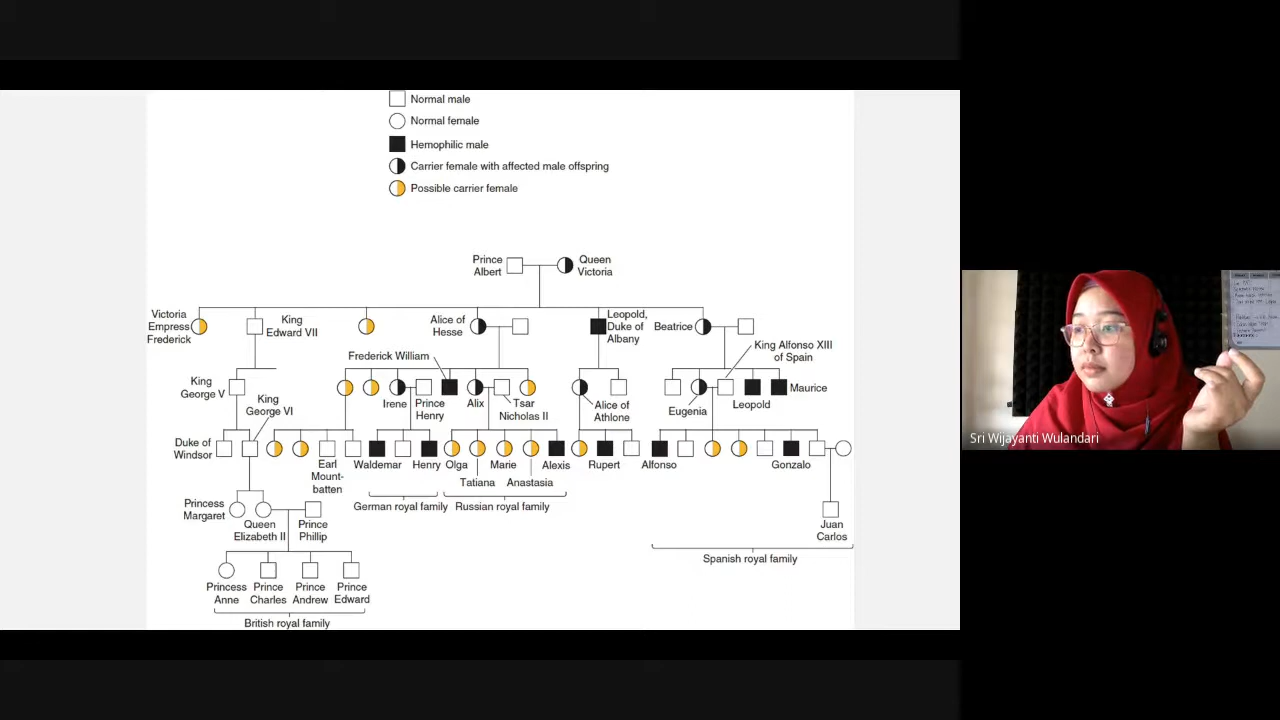 Normal male
Normal female
Hemophilic male
Carrier female with affected male offspring
Possible carrier female
Prince
Albert
Queen
Victoria
Victoria
Empress
Frederick
King
Edward VII
Alice of
Hesse
Leopold,
Duke of
Albany
Beatrice
King Alfonso XIII
of Spain
Frederick William
King
George V
King
George VI
Irene
Prince
Henry
Alix
Tsar
Nicholas II
Alice of
Athlone
Eugenia
Leopold
Maurice
Duke of
Windsor
Earl
Mount-
batten
Waldemar
Henry
Olga
Tatiana
Marie
Anastasia
Alexis
Rupert
Alfonso
Gonzalo
German royal family
Russian royal family
Princess
Margaret
Queen
Elizabeth II
Prince
Phillip
Juan
Carlos
Spanish royal family
Princess
Anne
Prince
Charles
Prince
Andrew
Prince
Edward
British royal family
Sri Wijayanti Wulandari